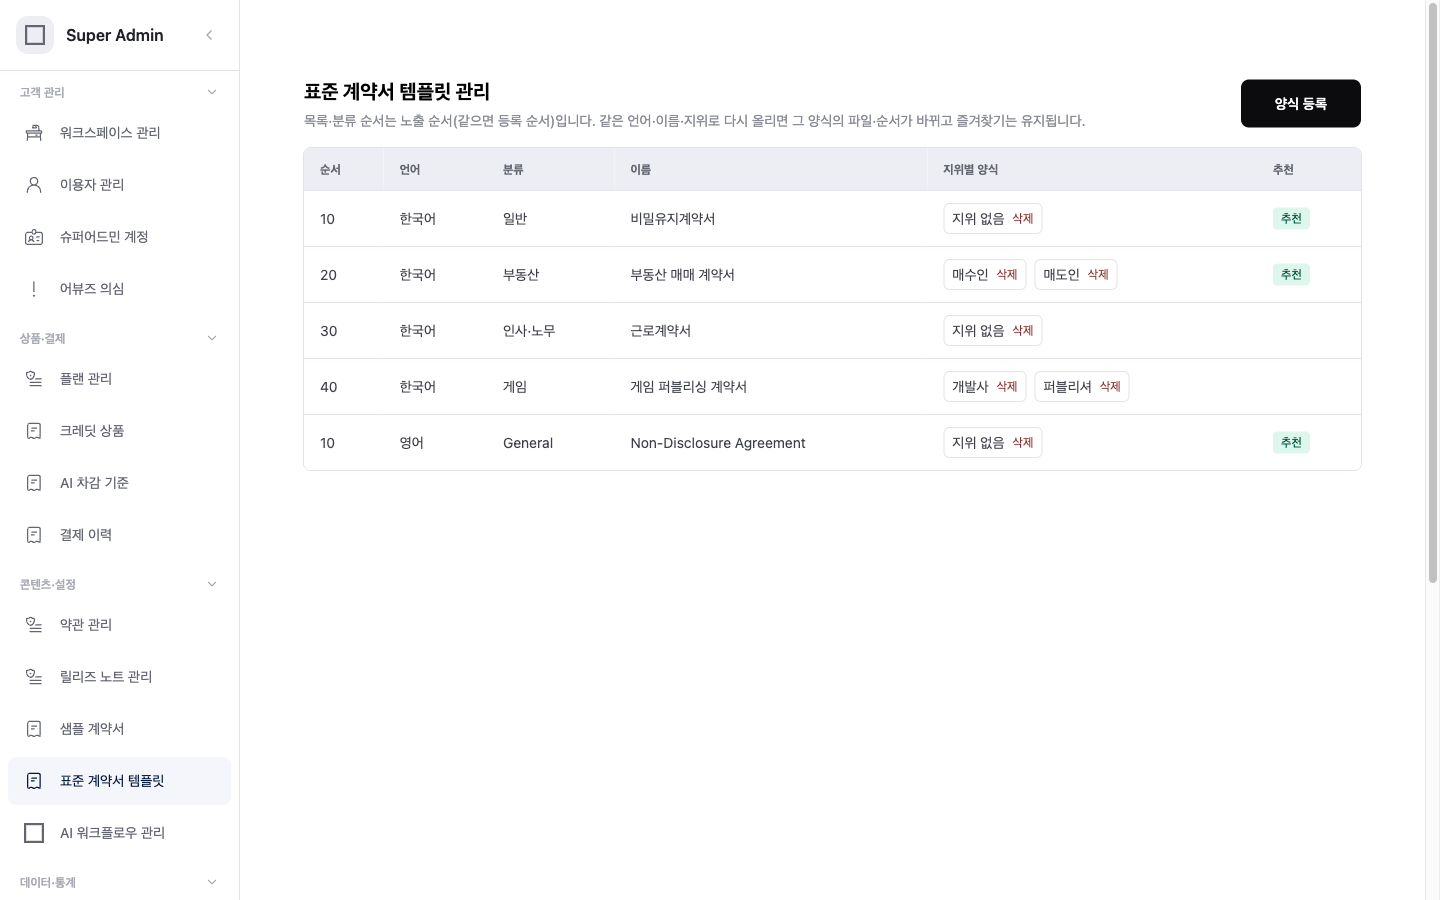 Super Admin
고객 관리
워크스페이스 관리
이용자 관리
슈퍼어드민 계정
어뷰즈 의심
상품·결제
플랜 관리
크레딧 상품
AI 차감 기준
결제 이력
콘텐츠·설정
약관 관리
릴리즈 노트 관리
샘플 계약서
표준 계약서 템플릿
AI 워크플로우 관리
데이터·통계
표준 계약서 템플릿 관리
목록·분류 순서는 노출 순서(같으면 등록 순서)입니다. 같은 언어·이름·지위로 다시 올리면 그 양식의 파일·순서가 바뀌고 즐겨찾기는 유지됩니다.
양식 등록
순서 언어 분류 이름 지위별 양식 추천
10 한국어 일반 비밀유지계약서 지위 없음 삭제 추천
20 한국어 부동산 부동산 매매 계약서 매수인 삭제 매도인 삭제 추천
30 한국어 인사·노무 근로계약서 지위 없음 삭제
40 한국어 게임 게임 퍼블리싱 계약서 개발사 삭제 퍼블리셔 삭제
10 영어 General Non-Disclosure Agreement 지위 없음 삭제 추천